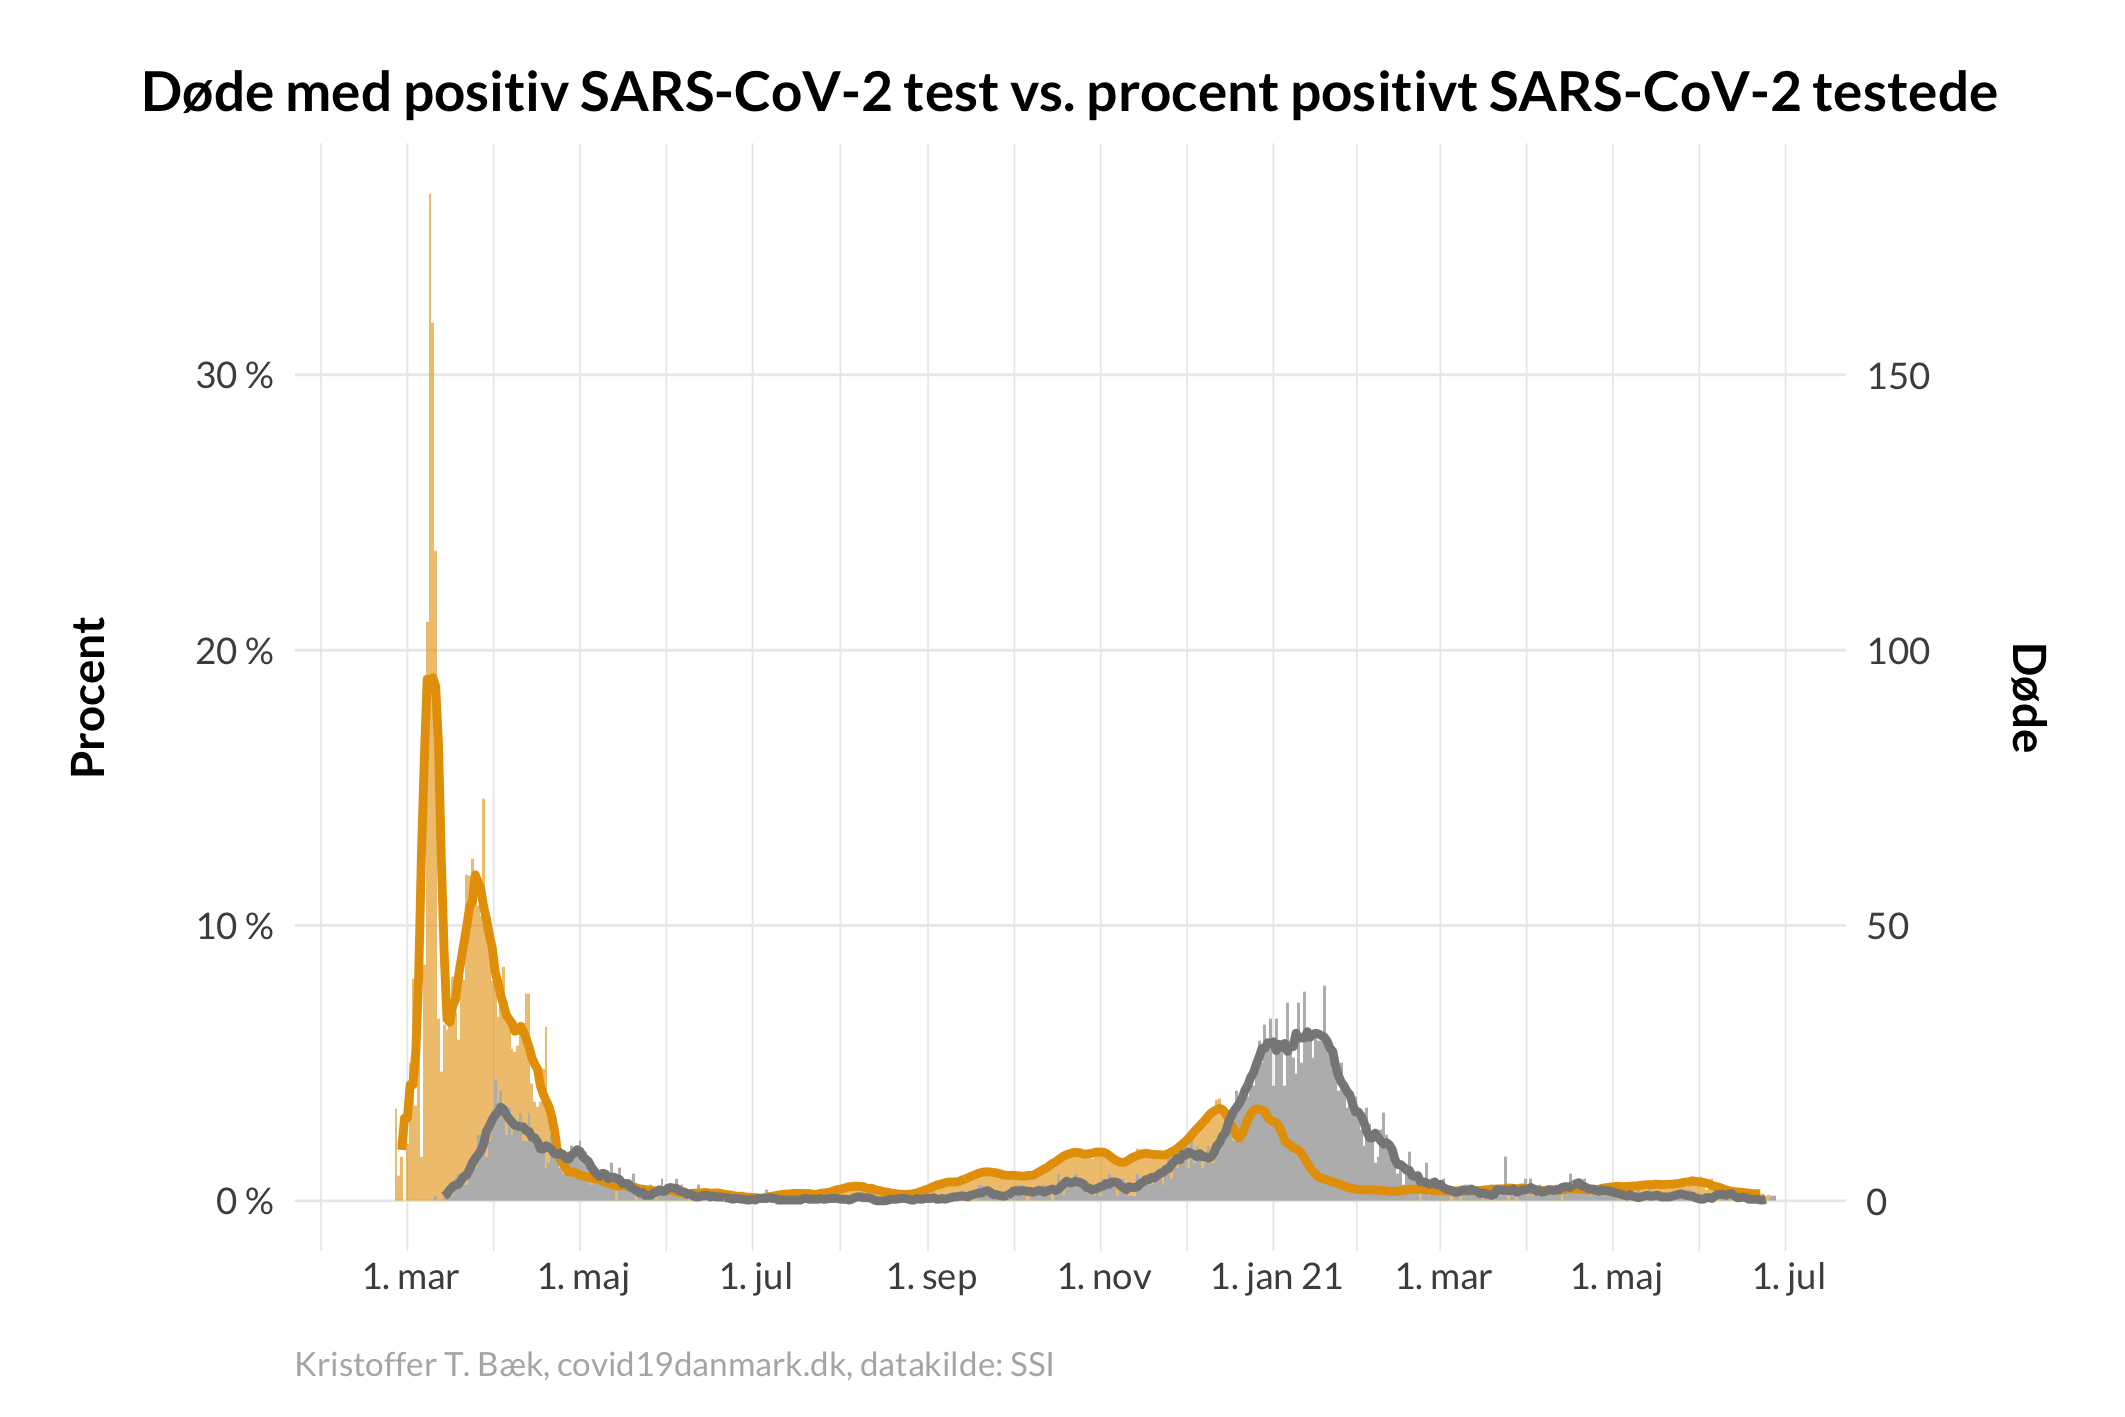 Døde med positiv SARS-CoV-2 test vs. procent positivt SARS-CoV-2 testede
Procent
30 %
20 %
10 %
0 %
150
100
50
0
Døde
1. mar
1. maj
1. jul
1. sep
1. nov
1. jan 21
1. mar
1. maj
1. jul
Kristoffer T. Bæk, covid19danmark.dk, datakilde: SSI